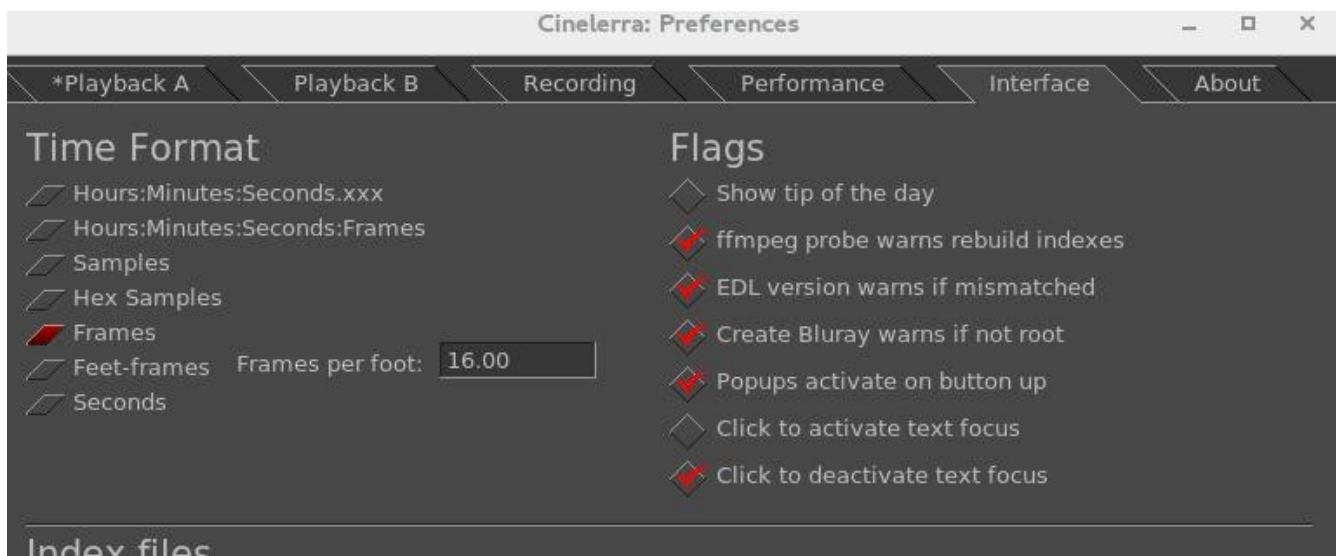 Cinelerra: Preferences
*Playback A
Playback B
Recording
Performance
Interface
About
Time Format
Hours:Minutes:Seconds.xxx
Hours:Minutes:Seconds:Frames
Samples
Hex Samples
Frames
Feet-frames Frames per foot: 16.00
Seconds
Flags
Show tip of the day
ffmpeg probe warns rebuild indexes
EDL version warns if mismatched
Create Bluray warns if not root
Popups activate on button up
Click to activate text focus
Click to deactivate text focus
Index files